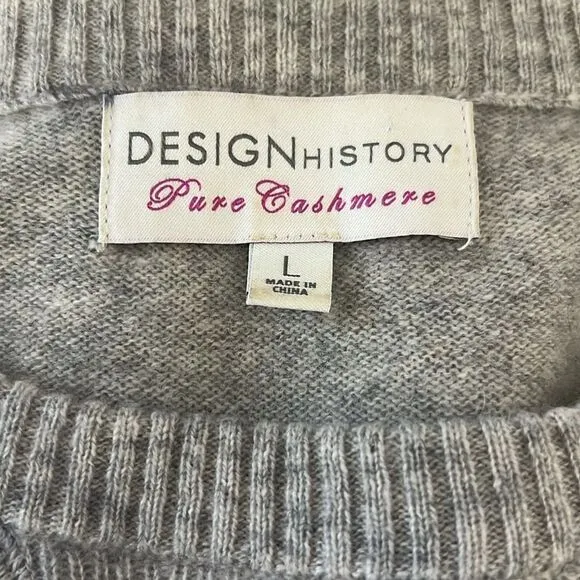 DESIGNHISTORY
Pure Cashmere
L
MADE IN
CHINA